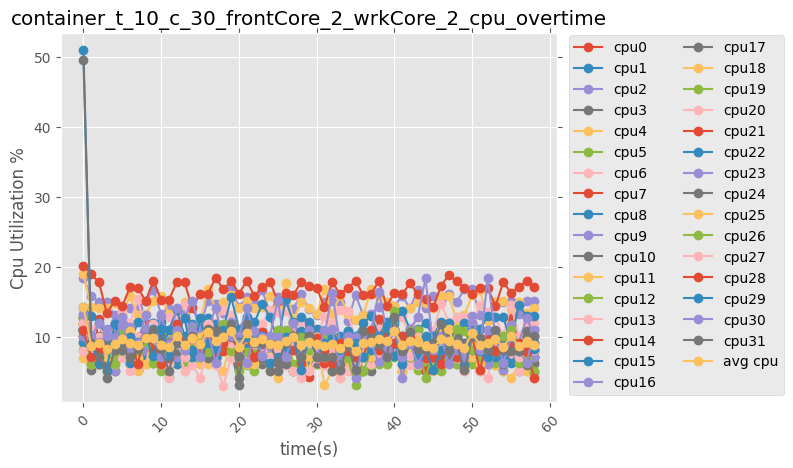 container_t_10_c_30_frontCore_2_wrkCore_2_cpu_overtime
Cpu Utilization %
50
40
30
20
10
0
10
20
30
40
50
60
time(s)
cpu0
cpu1
cpu2
cpu3
cpu4
cpu5
cpu6
cpu7
cpu8
cpu9
cpu10
cpu11
cpu12
cpu13
cpu14
cpu15
cpu16
cpu17
cpu18
cpu19
cpu20
cpu21
cpu22
cpu23
cpu24
cpu25
cpu26
cpu27
cpu28
cpu29
cpu30
cpu31
avg cpu